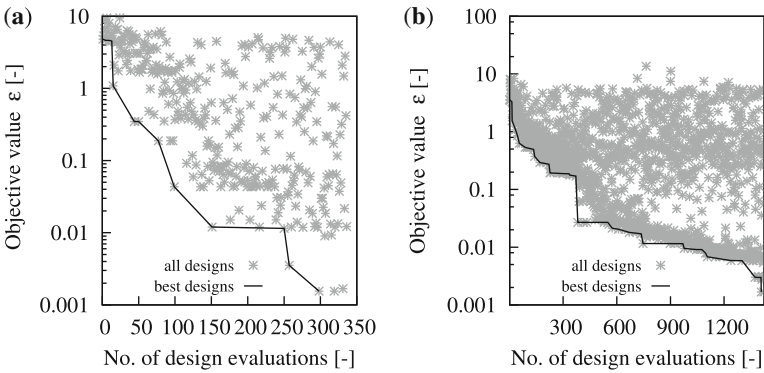 (a)
Objective value ε [-]
10
1
0.1
0.01
0.001
all designs
best designs
0 50 100 150 200 250 300 350
No. of design evaluations [-]
(b)
Objective value ε [-]
100
10
1
0.1
0.01
0.001
all designs
best designs
300 600 900 1200
No. of design evaluations [-]